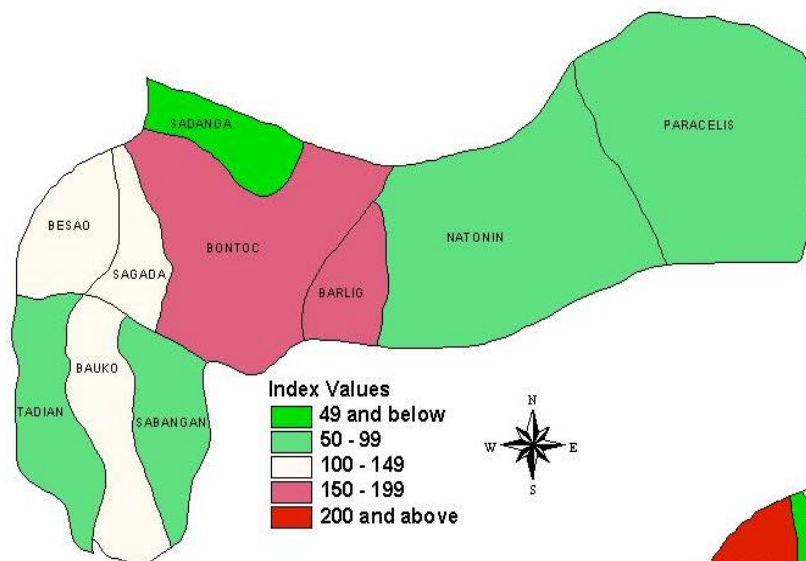 SADANGA
PARACELIS
BESAO
BONTOC
NATONIN
SAGADA
BARLIG
BAUKO
TADIAN
SABANGAN
Index Values
49 and below
50 - 99
100 - 149
150 - 199
200 and above
N
W E
S